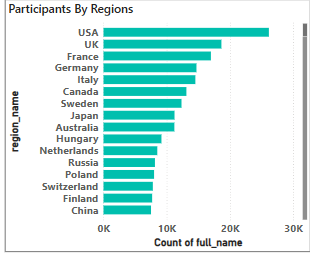 Participants By Regions
region_name
USA
UK
France
Germany
Italy
Canada
Sweden
Japan
Australia
Hungary
Netherlands
Russia
Poland
Switzerland
Finland
China
0K 10K 20K 30K
Count of full_name